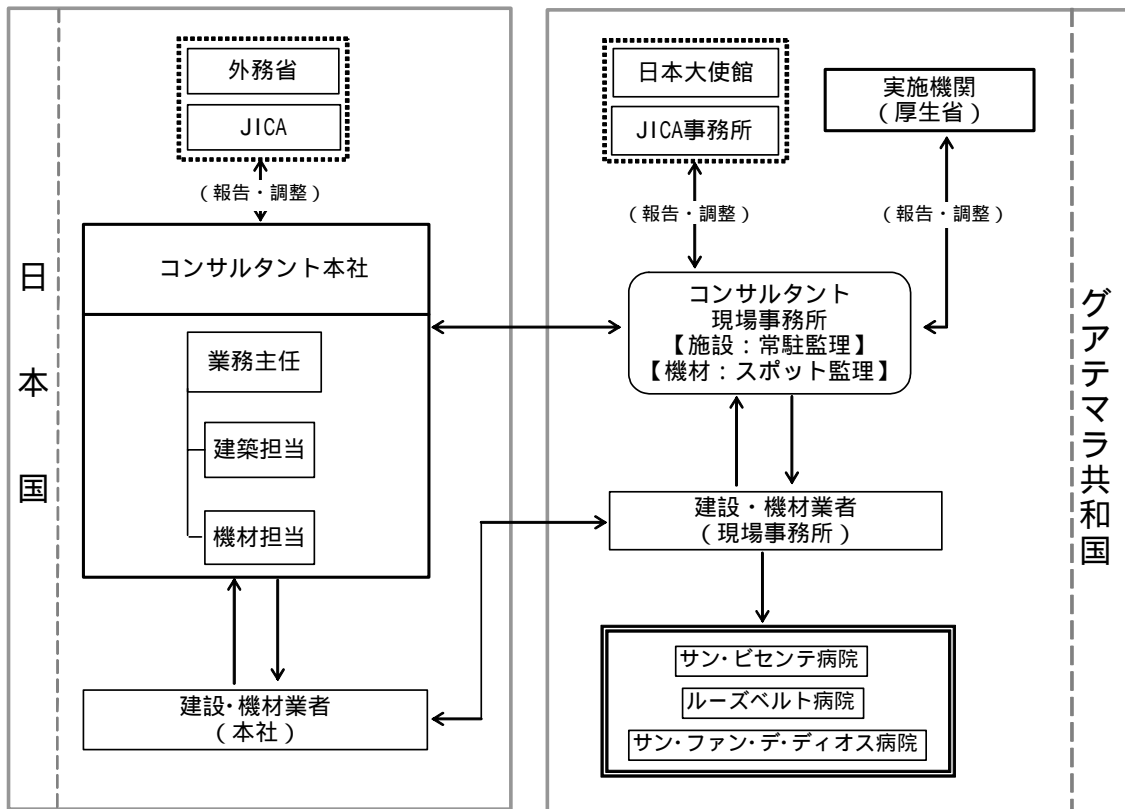 日本国
外務省
JICA
（報告・調整）
コンサルタント本社
業務主任
建築担当
機材担当
建設・機材業者
（本社）
日本大使館
JICA事務所
実施機関
（厚生省）
（報告・調整）
（報告・調整）
コンサルタント
現場事務所
【施設：常駐監理】
【機材：スポット監理】
建設・機材業者
（現場事務所）
サン・ビセンテ病院
ルーズベルト病院
サン・ファン・デ・ディオス病院
グアテマラ共和国